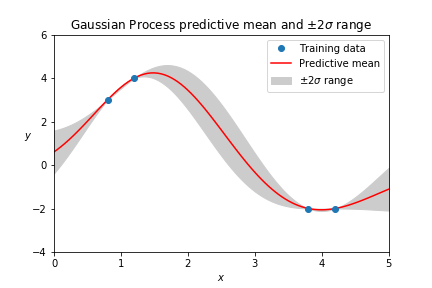 Gaussian Process predictive mean and ±2σ range
Training data
Predictive mean
±2σ range
6
4
2
0
−2
−4
y
0
1
2
3
4
5
x